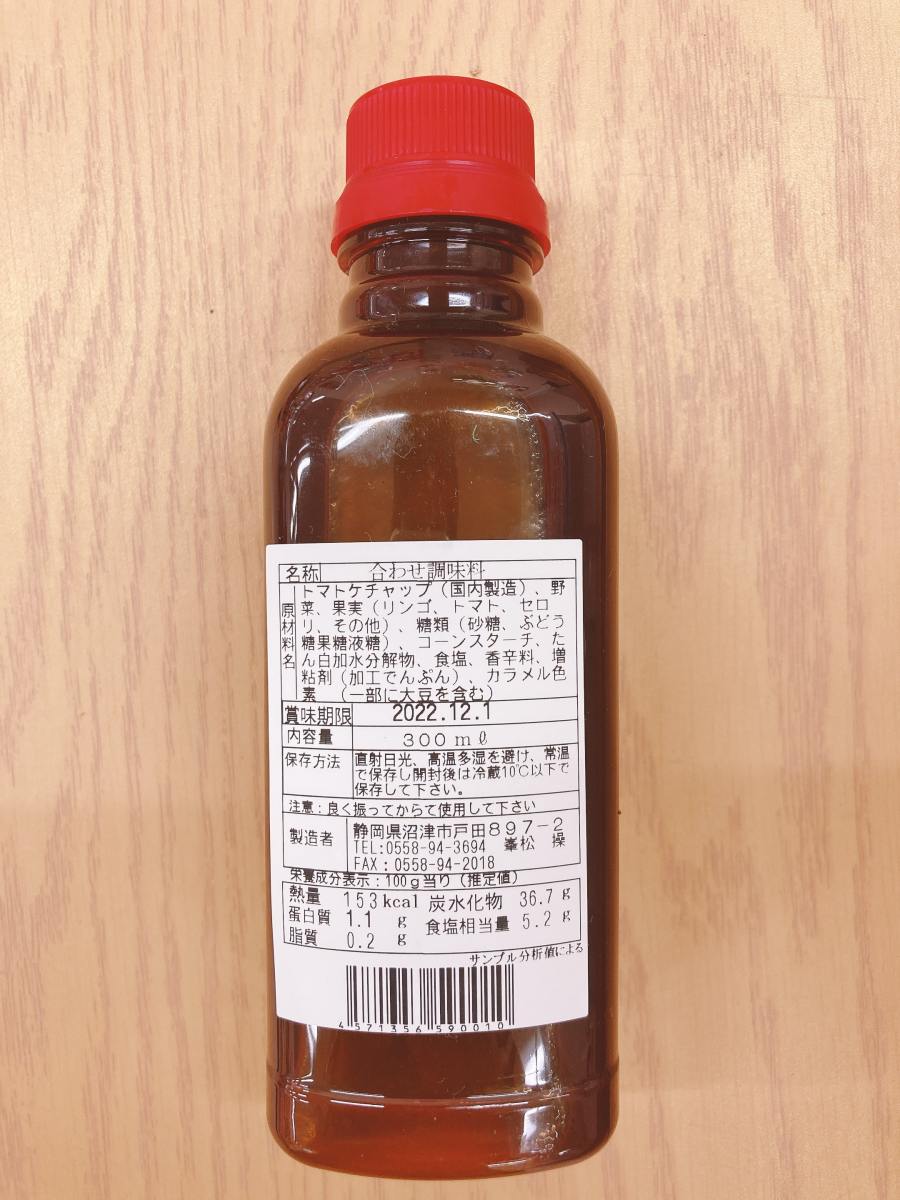 名称 合わせ調味料
原材料名 トマトケチャップ（国内製造）、野
菜、果実（リンゴ、トマト、セロ
リ、その他）、糖類（砂糖、ぶどう
糖果糖液糖）、コーンスターチ、た
ん白加水分解物、食塩、香辛料、増
粘剤（加工でんぷん）、カラメル色
素　（一部に大豆を含む）
賞味期限 2022.12.1
内容量 300ｍℓ
保存方法 直射日光、高温多湿を避け、常温
で保存し開封後は冷蔵10℃以下で
保存して下さい。
注意：良く振ってからて使用して下さい
製造者 静岡県沼津市戸田８９７－２
TEL:0558-94-3694 峯松 操
FAX：0558-94-2018
栄養成分表示：100ｇ当り（推定値）
熱量 153kcal 炭水化物 36.7ｇ
蛋白質 1.1 ｇ 食塩相当量 5.2ｇ
脂質 0.2 ｇ
サンプル分析値による
4 571356 590010